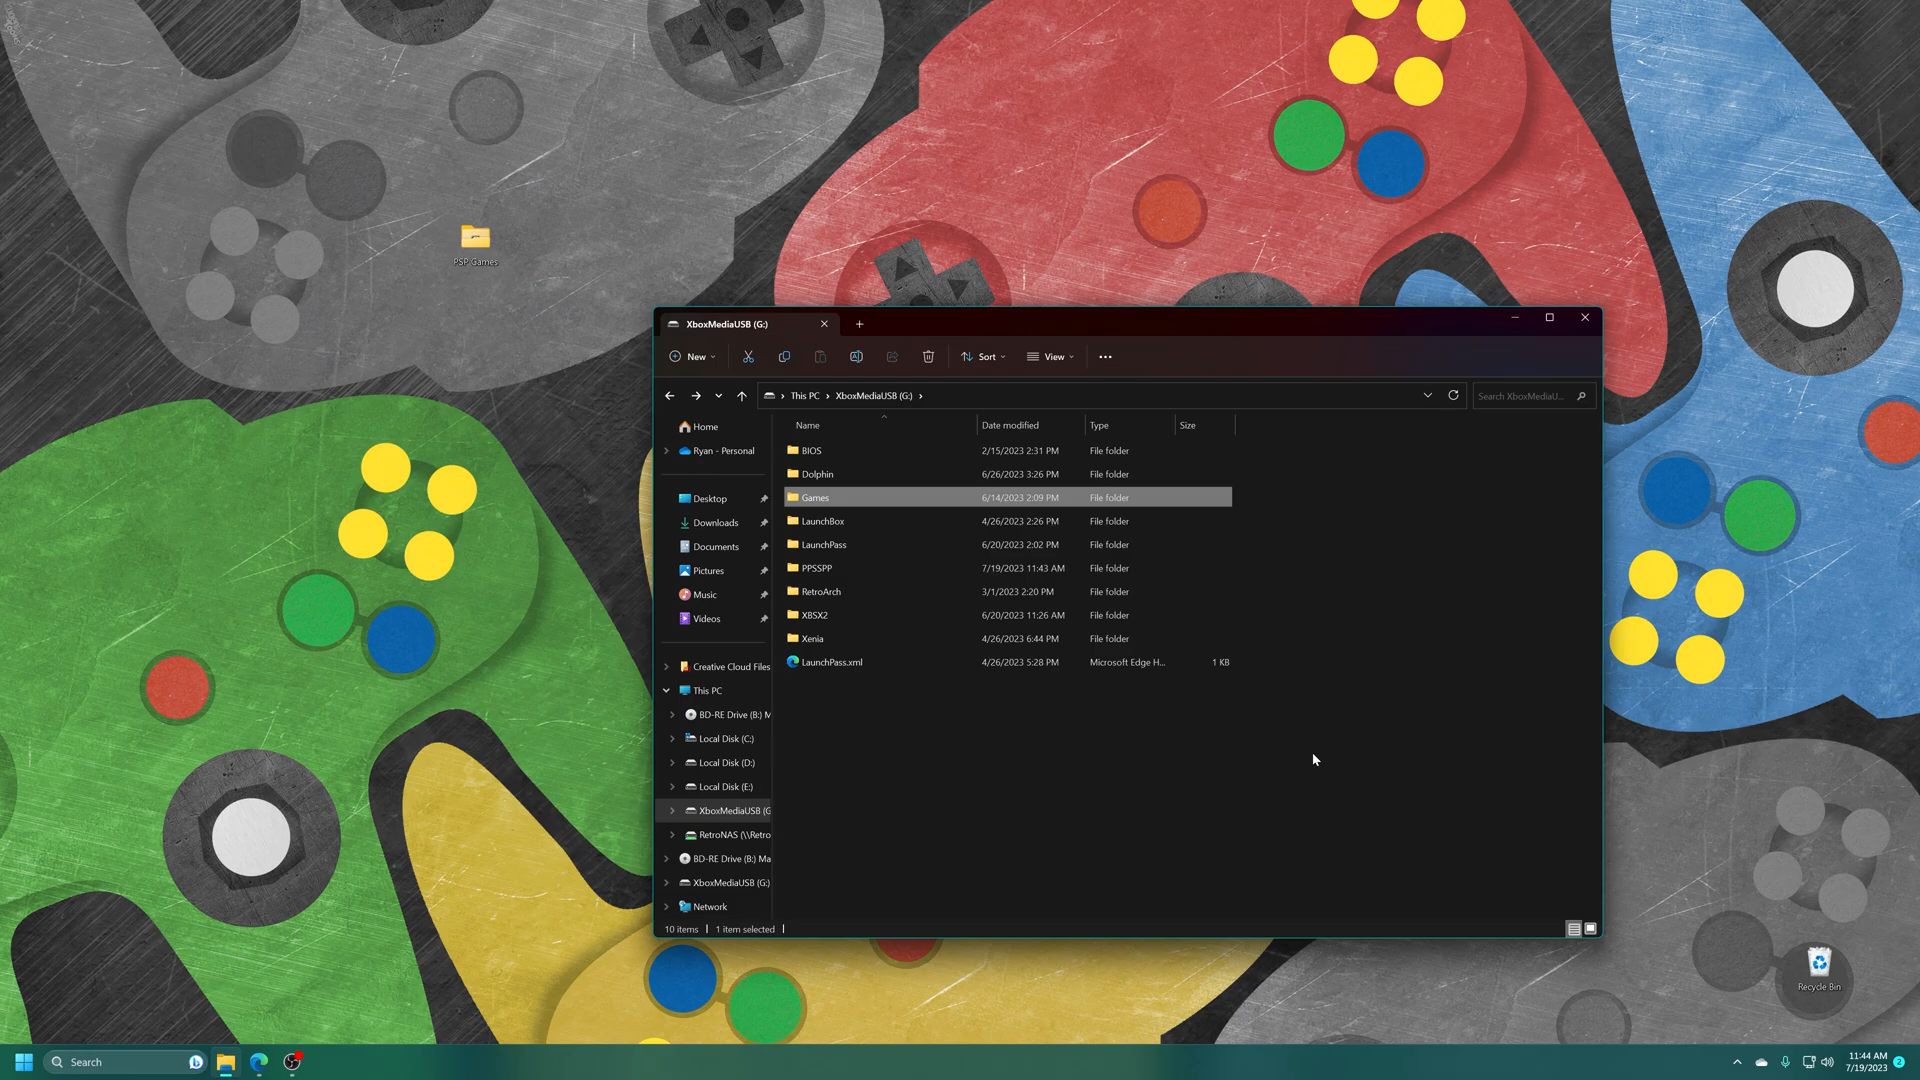 PSP Games
XboxMediaUSB (G:)
New
Sort
View
This PC > XboxMediaUSB (G:) >
Search XboxMediaU...
Home
Ryan - Personal
Desktop
Downloads
Documents
Pictures
Music
Videos
Creative Cloud Files
This PC
BD-RE Drive (B:) M
Local Disk (C:)
Local Disk (D:)
Local Disk (E:)
XboxMediaUSB (G
RetroNAS (\\Retro
BD-RE Drive (B:) Ma
XboxMediaUSB (G:)
Network
Name Date modified Type Size
BIOS 2/15/2023 2:31 PM File folder
Dolphin 6/26/2023 3:26 PM File folder
Games 6/14/2023 2:09 PM File folder
LaunchBox 4/26/2023 2:26 PM File folder
LaunchPass 6/20/2023 2:02 PM File folder
PPSSPP 7/19/2023 11:43 AM File folder
RetroArch 3/1/2023 2:20 PM File folder
XBSX2 6/20/2023 11:26 AM File folder
Xenia 4/26/2023 6:44 PM File folder
LaunchPass.xml 4/26/2023 5:28 PM Microsoft Edge H... 1 KB
10 items | 1 item selected |
Recycle Bin
Search
11:44 AM
7/19/2023
2